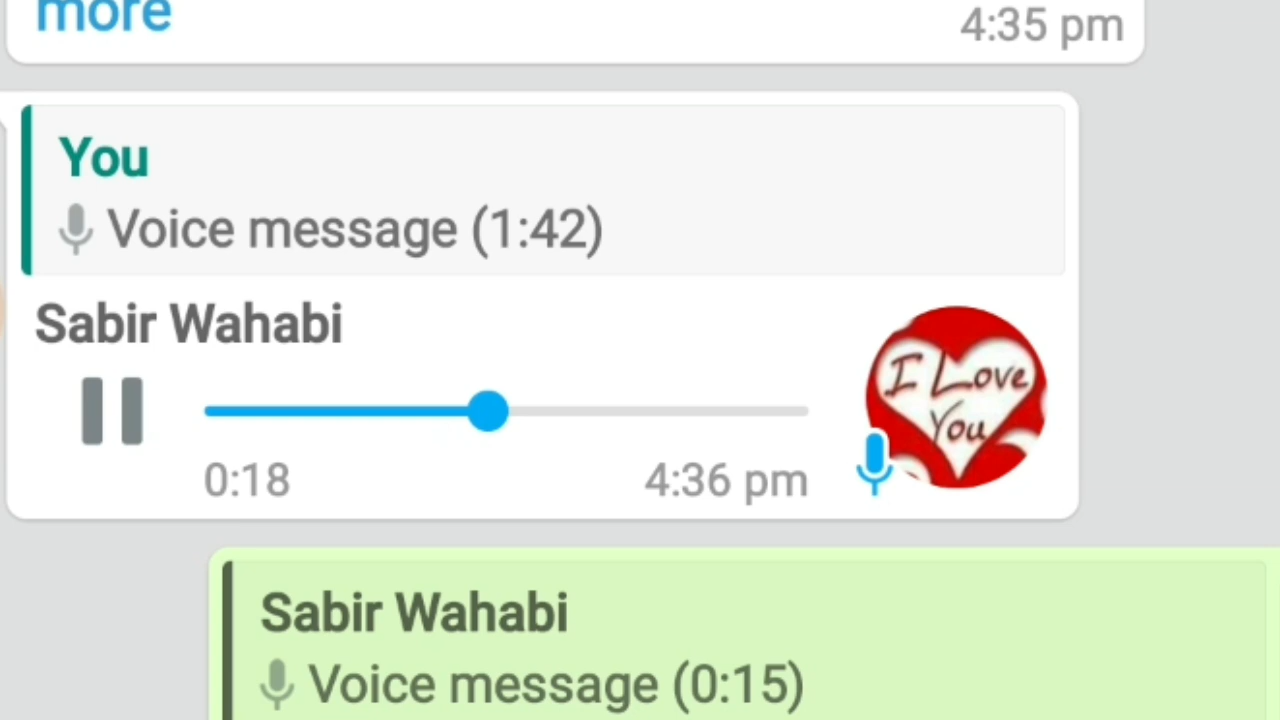 more
4:35 pm
You
Voice message (1:42)
Sabir Wahabi
I Love
You
0:18
4:36 pm
Sabir Wahabi
Voice message (0:15)